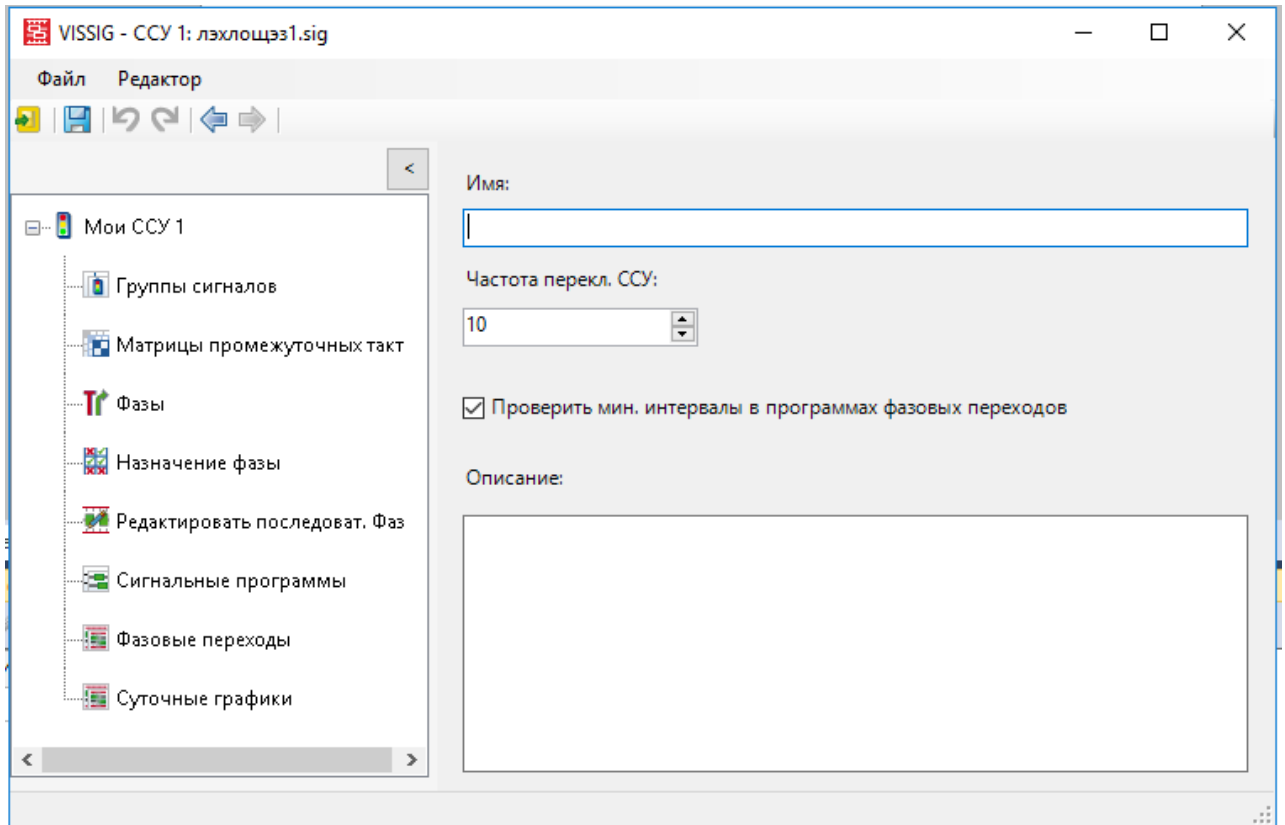 VISSIG - ССУ 1: лэхлощэз1.sig
Файл Редактор
<
Мои ССУ 1
Группы сигналов
Матрицы промежуточных такт
Фазы
Назначение фазы
Редактировать последоват. Фаз
Сигнальные программы
Фазовые переходы
Суточные графики
Имя:
Частота перекл. ССУ:
10
Проверить мин. интервалы в программах фазовых переходов
Описание: